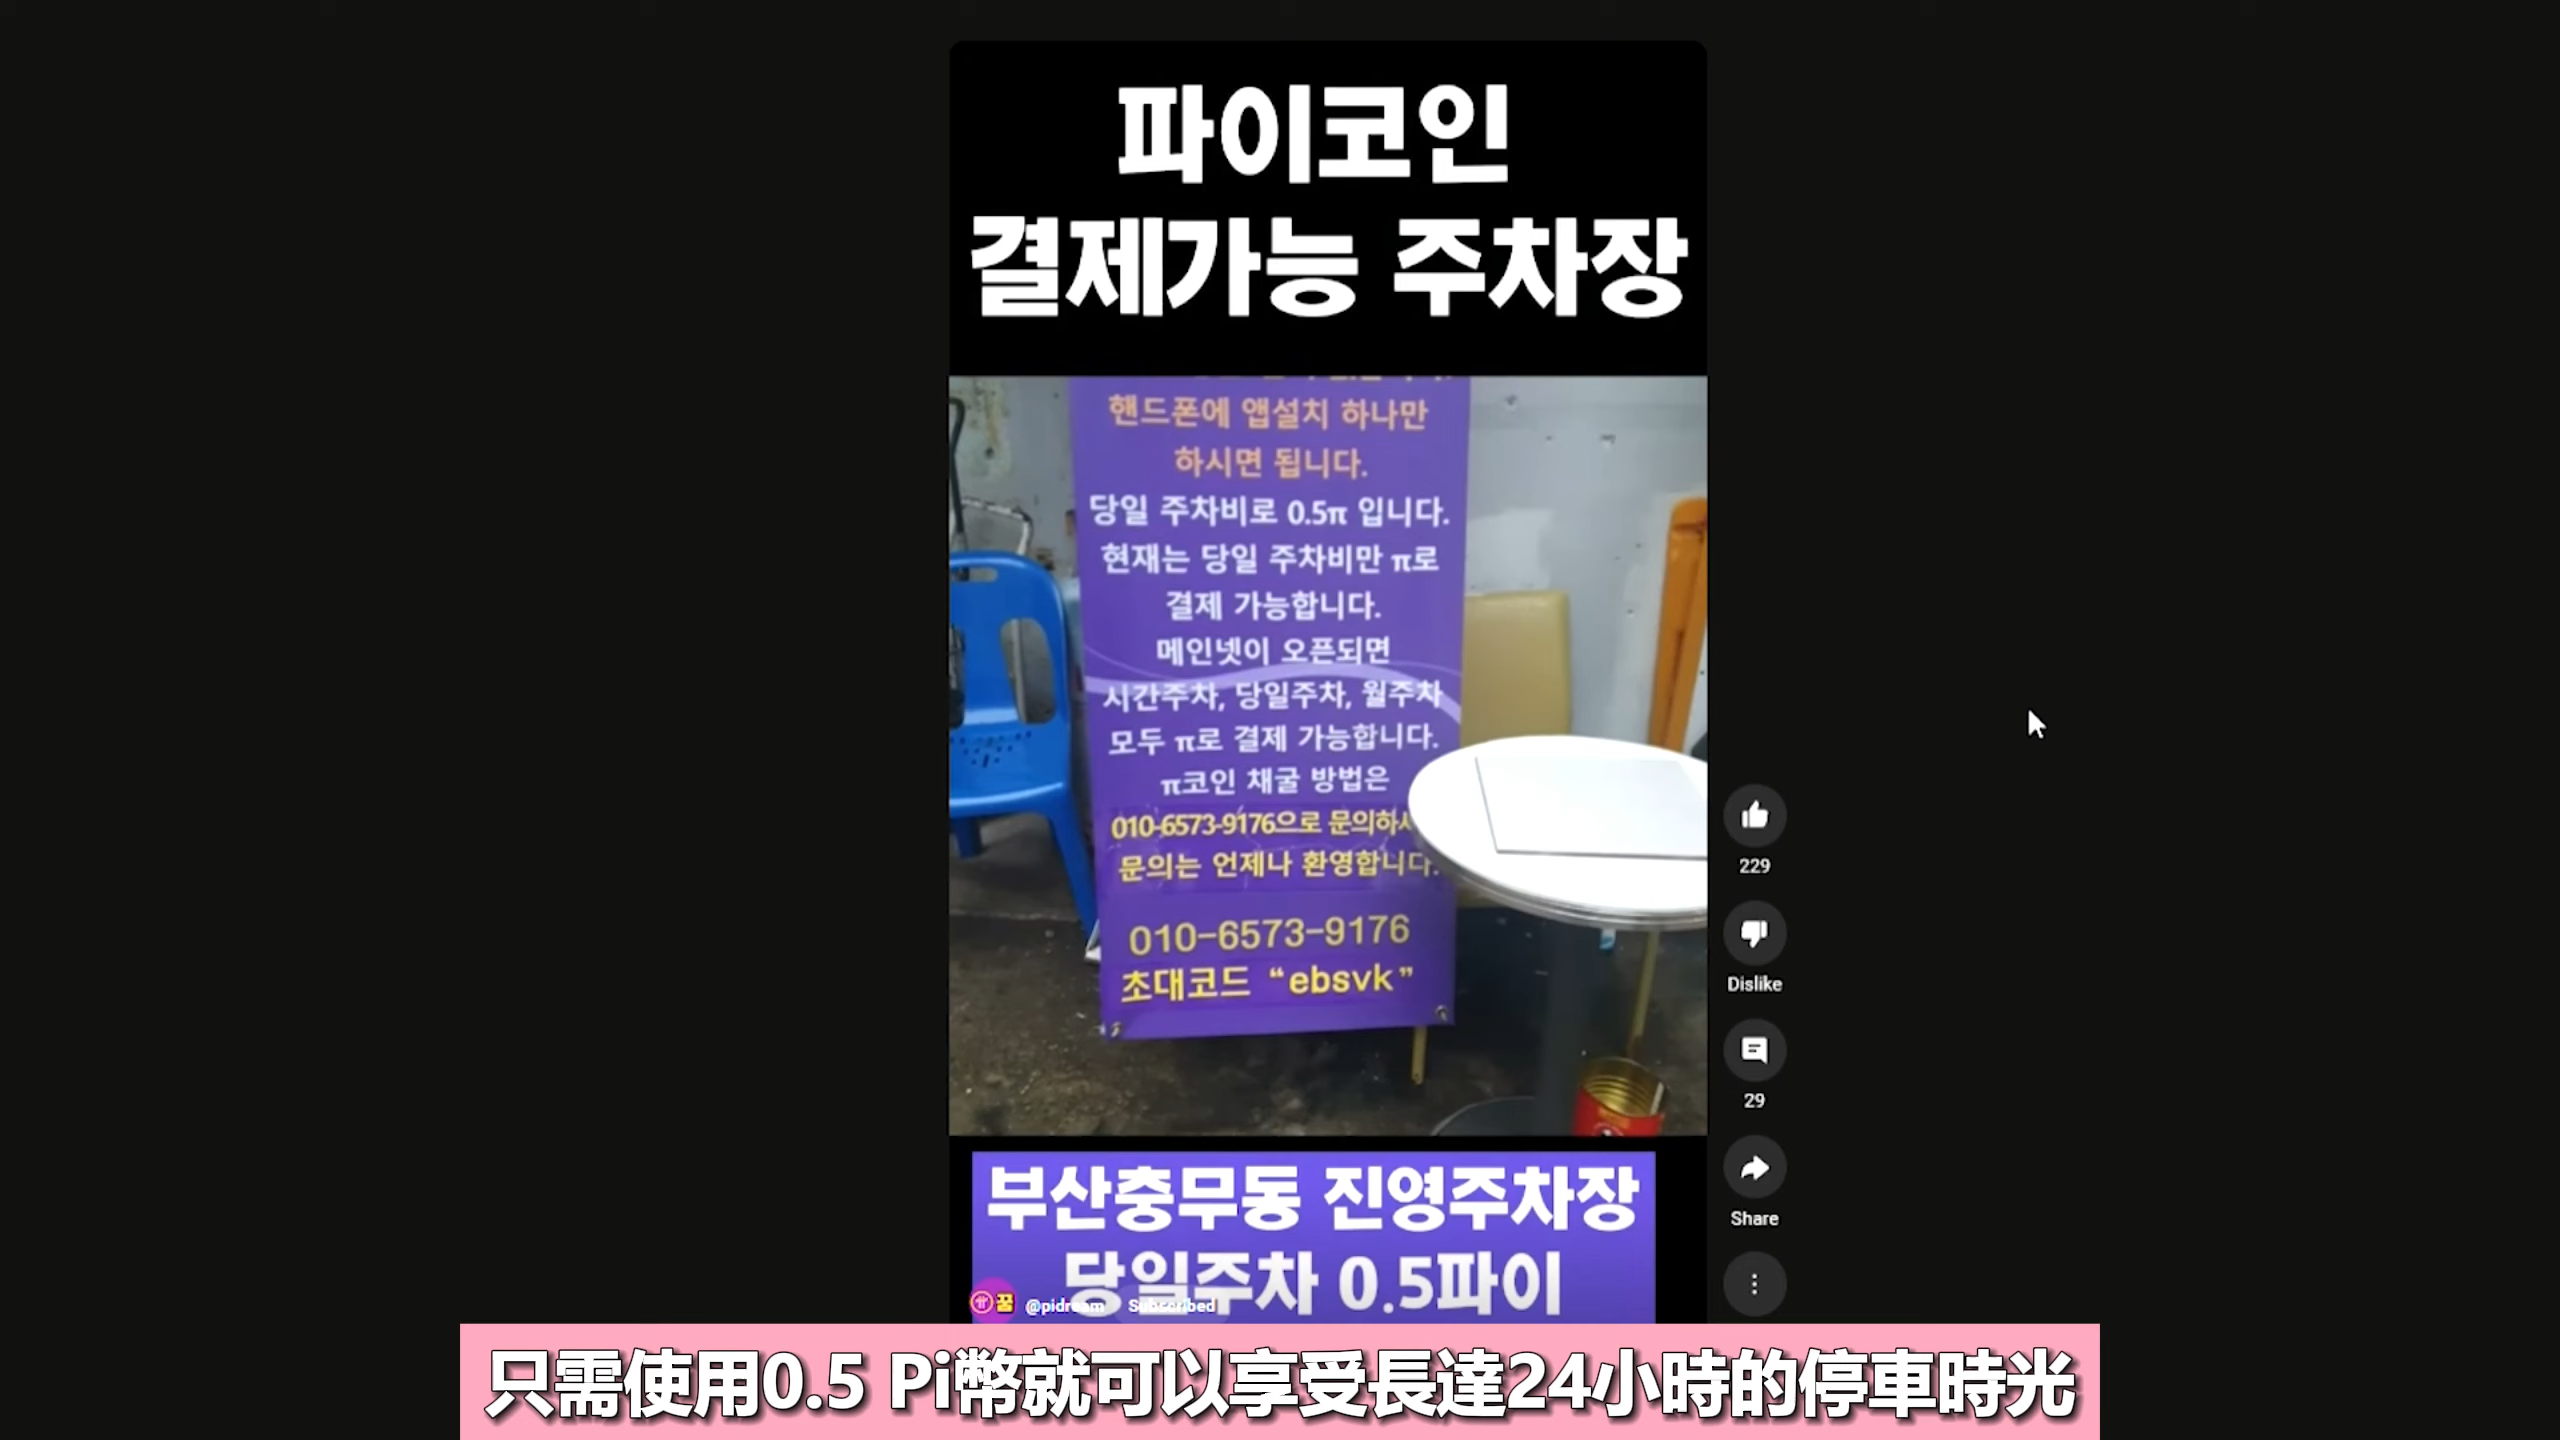 파이코인
결제가능 주차장
핸드폰에 앱설치 하나만
하시면 됩니다.
당일 주차비로 0.5π 입니다.
현재는 당일 주차비만 π로
결제 가능합니다.
메인넷이 오픈되면
시간주차, 당일주차, 월주차
모두 π로 결제 가능합니다.
π코인 채굴 방법은
010-6573-9176으로 문의하시
문의는 언제나 환영합니다.
010-6573-9176
초대코드 “ebsvk”
229
Dislike
29
Share
부산충무동 진영주차장
당일주차 0.5파이
꿈 @pidream Subscribed
只需使用0.5 Pi幣就可以享受長達24小時的停車時光